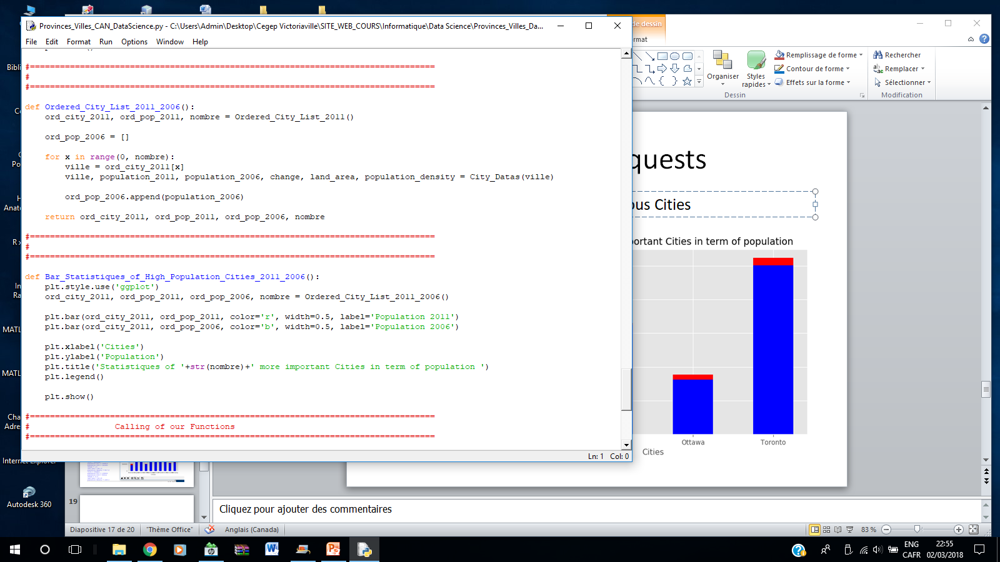 Provinces_Villes_CAN_DataScience.py - C:\Users\Admin\Desktop\Cegep Victoriaville\SITE_WEB_COURS\Informatique\Data Science\Provinces_Villes_Da...
File Edit Format Run Options Window Help
#=================================================================================
#
#=================================================================================
def Ordered_City_List_2011_2006():
    ord_city_2011, ord_pop_2011, nombre = Ordered_City_List_2011()
    ord_pop_2006 = []
    for x in range(0, nombre):
        ville = ord_city_2011[x]
        ville, population_2011, population_2006, change, land_area, population_density = City_Datas(ville)
        ord_pop_2006.append(population_2006)
    return ord_city_2011, ord_pop_2011, ord_pop_2006, nombre
#=================================================================================
#
#=================================================================================
def Bar_Statistiques_of_High_Population_Cities_2011_2006():
    plt.style.use('ggplot')
    ord_city_2011, ord_pop_2011, ord_pop_2006, nombre = Ordered_City_List_2011_2006()
    plt.bar(ord_city_2011, ord_pop_2011, color='r', width=0.5, label='Population 2011')
    plt.bar(ord_city_2011, ord_pop_2006, color='b', width=0.5, label='Population 2006')
    plt.xlabel('Cities')
    plt.ylabel('Population')
    plt.title('Statistiques of '+str(nombre)+' more important Cities in term of population ')
    plt.legend()
    plt.show()
#=================================================================================
#                 Calling of our Functions
#=================================================================================
Ln: 1 Col: 0
de dessin
rmat
Organiser
Styles rapides
Remplissage de forme
Contour de forme
Effets sur la forme
Dessin
Rechercher
Remplacer
Sélectionner
Modification
quests
ous Cities
portant Cities in term of population
Ottawa
Toronto
Cities
Bibli
Co
Po
Anat
R x
In
Ra
MATL
MATL
Cha
Adre
Internet Explorer
Autodesk 360
19
Cliquez pour ajouter des commentaires
Diapositive 17 de 20
"Thème Office"
Anglais (Canada)
83 %
ENG
CAFR
22:55
02/03/2018